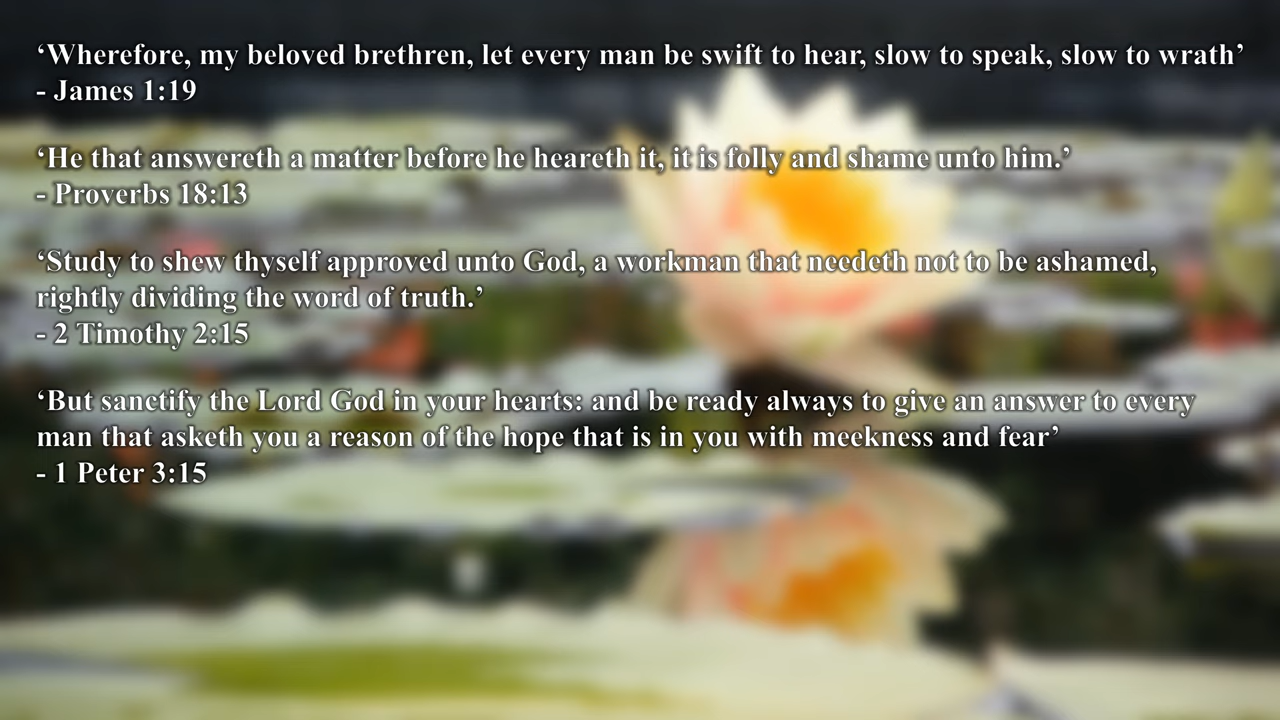 ‘Wherefore, my beloved brethren, let every man be swift to hear, slow to speak, slow to wrath’
- James 1:19
‘He that answereth a matter before he heareth it, it is folly and shame unto him.’
- Proverbs 18:13
‘Study to shew thyself approved unto God, a workman that needeth not to be ashamed,
rightly dividing the word of truth.’
- 2 Timothy 2:15
‘But sanctify the Lord God in your hearts: and be ready always to give an answer to every
man that asketh you a reason of the hope that is in you with meekness and fear’
- 1 Peter 3:15